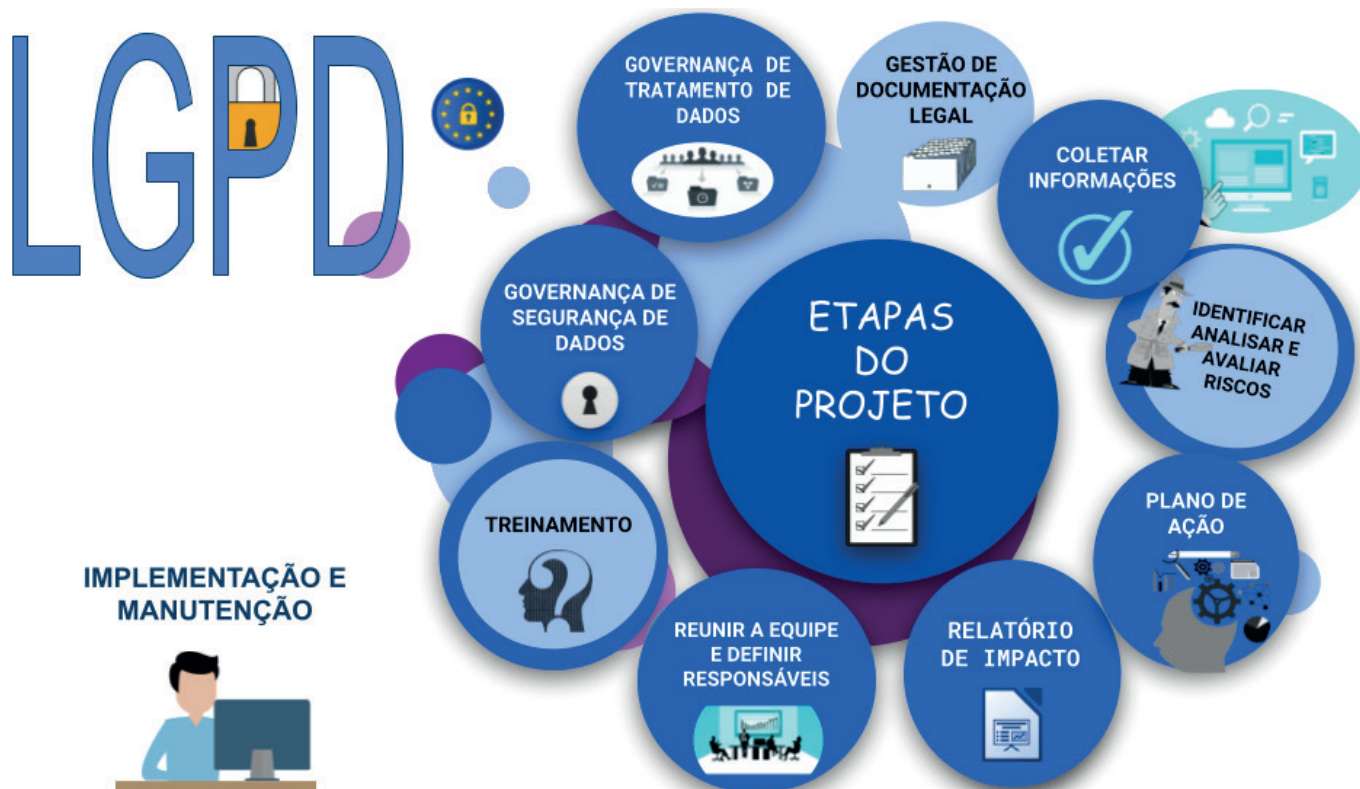 LGPD
GOVERNANÇA DE
TRATAMENTO DE
DADOS
GESTÃO DE
DOCUMENTAÇÃO
LEGAL
COLETAR
INFORMAÇÕES
IDENTIFICAR
ANALISAR E
AVALIAR
RISCOS
PLANO DE
AÇÃO
RELATÓRIO
DE IMPACTO
REUNIR A EQUIPE
E DEFINIR
RESPONSÁVEIS
TREINAMENTO
GOVERNANÇA DE
SEGURANÇA DE
DADOS
ETAPAS
DO
PROJETO
IMPLEMENTAÇÃO E
MANUTENÇÃO